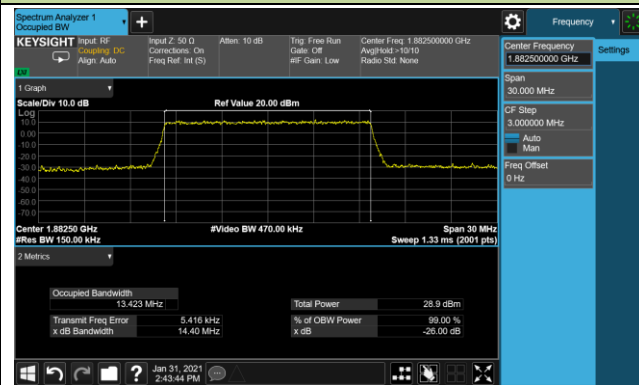 Spectrum Analyzer 1
Occupied BW
Frequency
KEYSIGHT
Input: RF
Coupling: DC
Align: Auto
Input Z: 50 Ω
Corrections: On
Freq Ref: Int (S)
Atten: 10 dB
Trig: Free Run
Gate: Off
#IF Gain: Low
Center Freq: 1.882500000 GHz
Avg|Hold:>10/10
Radio Std: None
Center Frequency
1.882500000 GHz
Settings
Span
30.000 MHz
CF Step
3.000000 MHz
Auto
Man
Freq Offset
0 Hz
1 Graph
Scale/Div 10.0 dB
Ref Value 20.00 dBm
Log
10.0
0.00
-10.0
-20.0
-30.0
-40.0
-50.0
-60.0
-70.0
Center 1.88250 GHz
#Video BW 470.00 kHz
Span 30 MHz
#Res BW 150.00 kHz
Sweep 1.33 ms (2001 pts)
2 Metrics
Occupied Bandwidth
13.423 MHz
Total Power 28.9 dBm
Transmit Freq Error 5.416 kHz
% of OBW Power 99.00 %
x dB Bandwidth 14.40 MHz
x dB -26.00 dB
Jan 31, 2021
2:43:44 PM